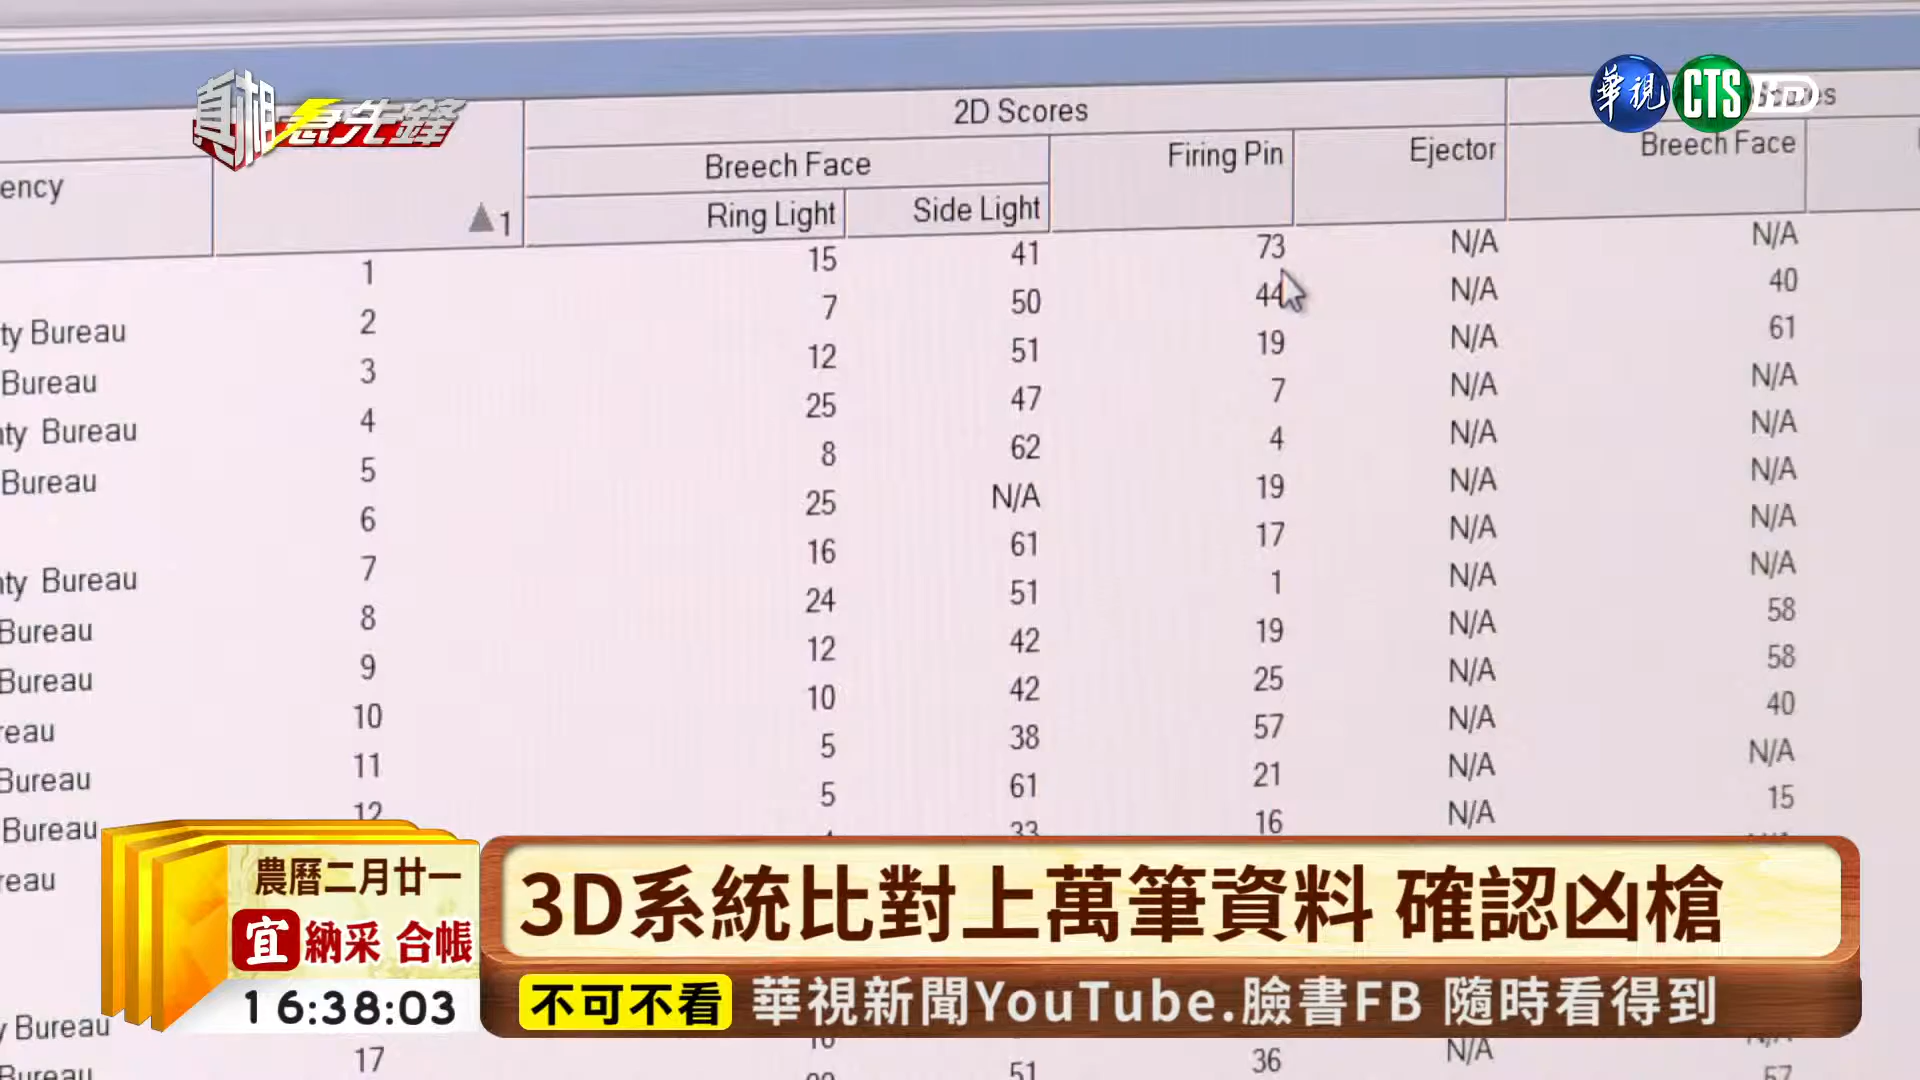 真相急先鋒
華視 CTS HD
2D Scores
Breech Face Firing Pin Ejector Breech Face
Ring Light Side Light
1
1 15 41 73 N/A N/A
2 7 50 44 N/A 40
3 12 51 19 N/A 61
4 25 47 7 N/A N/A
5 8 62 4 N/A N/A
6 25 N/A 19 N/A N/A
7 16 61 17 N/A N/A
8 24 51 1 N/A N/A
9 12 42 19 N/A 58
10 10 42 25 N/A 58
11 5 38 57 N/A 40
12 5 61 21 N/A N/A
33 16 N/A 15
17 51 36 N/A 57
ency
ty Bureau
Bureau
nty Bureau
Bureau
nty Bureau
Bureau
Bureau
reau
Bureau
Bureau
reau
y Bureau
Bureau
農曆二月廿一
宜 納采 合帳
16:38:03
3D系統比對上萬筆資料 確認凶槍
不可不看 華視新聞YouTube.臉書FB 隨時看得到